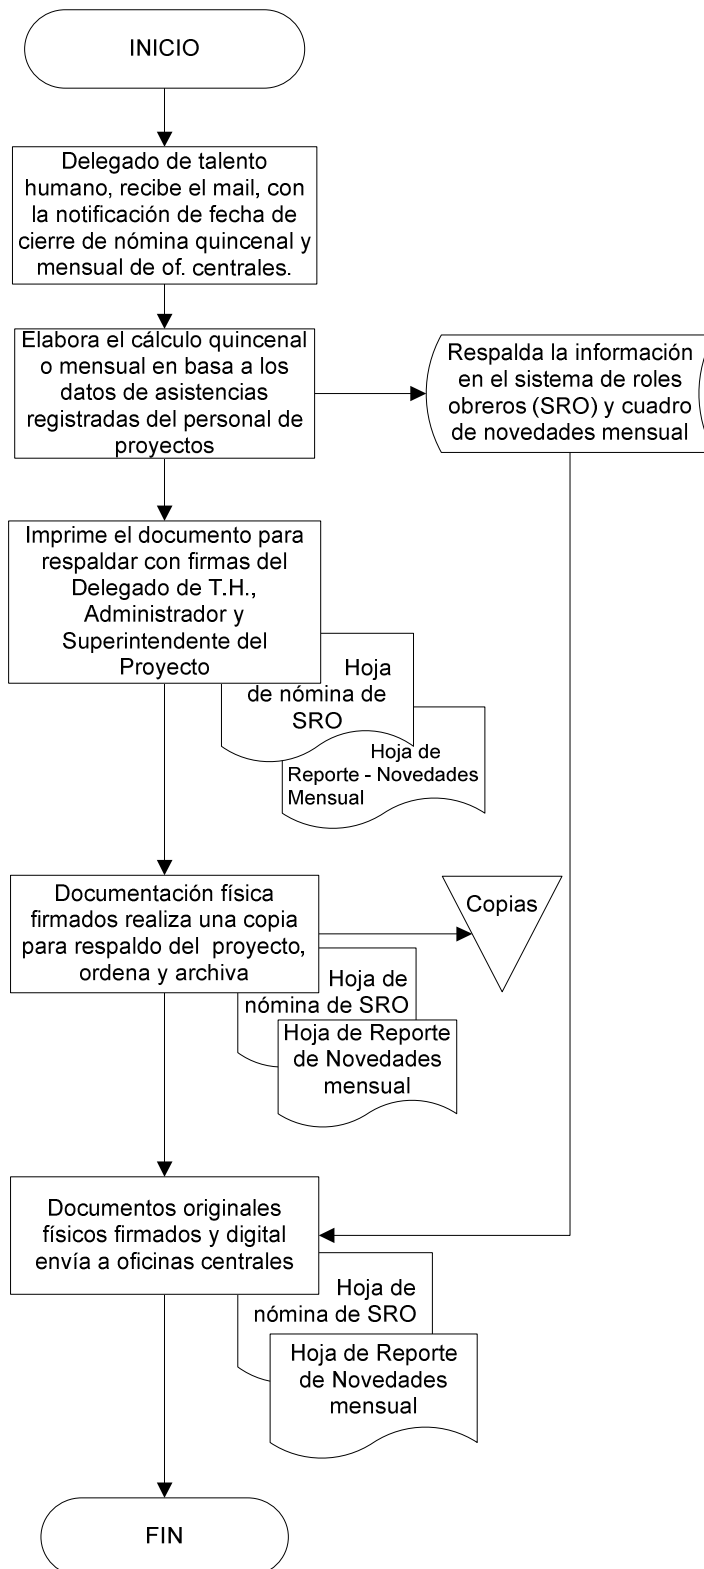 INICIO
Delegado de talento
humano, recibe el mail, con
la notificación de fecha de
cierre de nómina quincenal y
mensual de of. centrales.
Elabora el cálculo quincenal
o mensual en basa a los
datos de asistencias
registradas del personal de
proyectos
Respalda la información
en el sistema de roles
obreros (SRO) y cuadro
de novedades mensual
Imprime el documento para
respaldar con firmas del
Delegado de T.H.,
Administrador y
Superintendente del
Proyecto
Hoja
de nómina de
SRO
Hoja de
Reporte - Novedades
Mensual
Documentación física
firmados realiza una copia
para respaldo del proyecto,
ordena y archiva
Copias
Hoja de
nómina de SRO
Hoja de Reporte
de Novedades
mensual
Documentos originales
físicos firmados y digital
envía a oficinas centrales
Hoja de
nómina de SRO
Hoja de Reporte
de Novedades
mensual
FIN